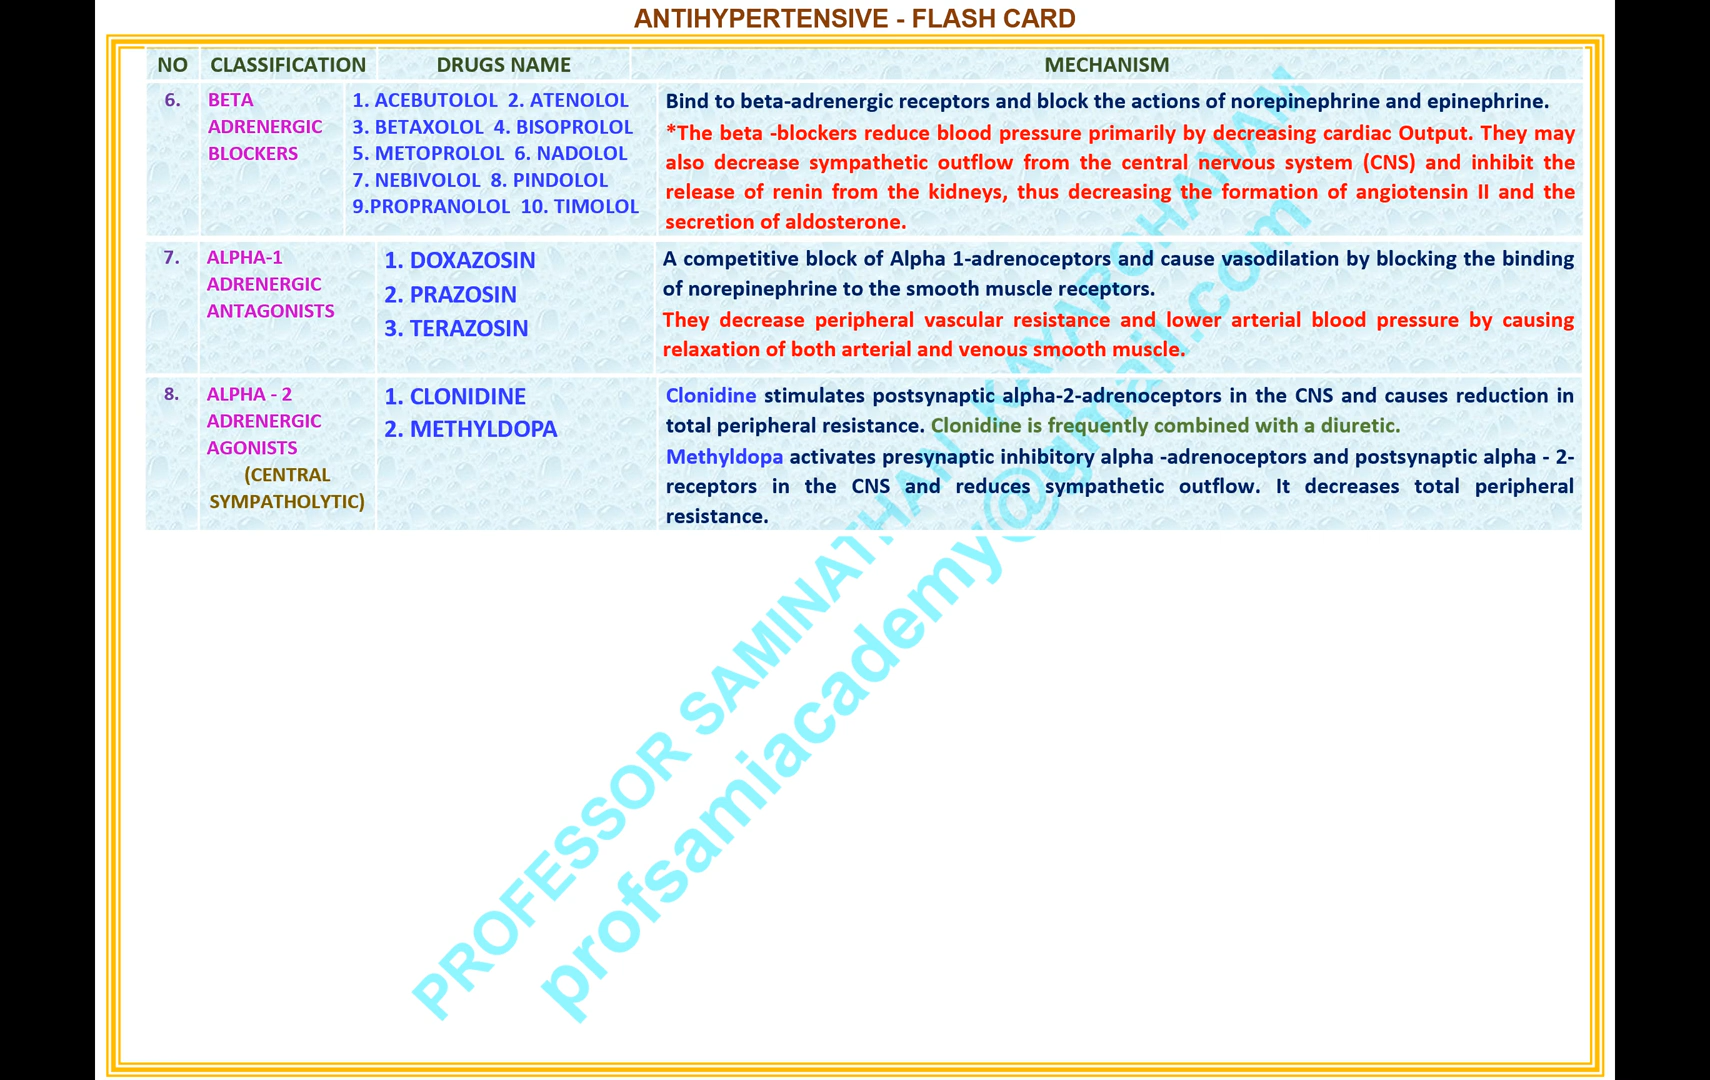 ANTIHYPERTENSIVE - FLASH CARD
NO CLASSIFICATION DRUGS NAME MECHANISM
6.
BETA
ADRENERGIC
BLOCKERS
1. ACEBUTOLOL 2. ATENOLOL
3. BETAXOLOL 4. BISOPROLOL
5. METOPROLOL 6. NADOLOL
7. NEBIVOLOL 8. PINDOLOL
9.PROPRANOLOL 10. TIMOLOL
Bind to beta-adrenergic receptors and block the actions of norepinephrine and epinephrine.
*The beta -blockers reduce blood pressure primarily by decreasing cardiac Output. They may
also decrease sympathetic outflow from the central nervous system (CNS) and inhibit the
release of renin from the kidneys, thus decreasing the formation of angiotensin II and the
secretion of aldosterone.
7.
ALPHA-1
ADRENERGIC
ANTAGONISTS
1. DOXAZOSIN
2. PRAZOSIN
3. TERAZOSIN
A competitive block of Alpha 1-adrenoceptors and cause vasodilation by blocking the binding
of norepinephrine to the smooth muscle receptors.
They decrease peripheral vascular resistance and lower arterial blood pressure by causing
relaxation of both arterial and venous smooth muscle.
8.
ALPHA - 2
ADRENERGIC
AGONISTS
(CENTRAL
SYMPATHOLYTIC)
1. CLONIDINE
2. METHYLDOPA
Clonidine stimulates postsynaptic alpha-2-adrenoceptors in the CNS and causes reduction in
total peripheral resistance. Clonidine is frequently combined with a diuretic.
Methyldopa activates presynaptic inhibitory alpha -adrenoceptors and postsynaptic alpha - 2-
receptors in the CNS and reduces sympathetic outflow. It decreases total peripheral
resistance.
PROFESSOR SAMINATHAN KAYAROHANAM
profsamiacademy@gmail.com